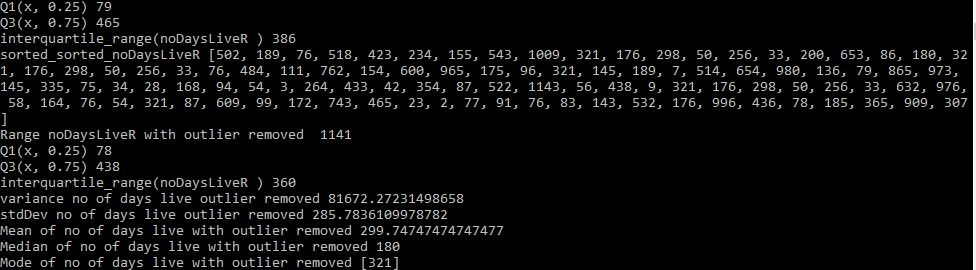 Q1(x, 0.25) 79
Q3(x, 0.75) 465
interquartile_range(noDaysLiveR ) 386
sorted_sorted_noDaysLiveR [502, 189, 76, 518, 423, 234, 155, 543, 1009, 321, 176, 298, 50, 256, 33, 200, 653, 86, 180, 32
1, 176, 298, 50, 256, 33, 76, 484, 111, 762, 154, 600, 965, 175, 96, 321, 145, 189, 7, 514, 654, 980, 136, 79, 865, 973,
145, 335, 75, 34, 28, 168, 94, 54, 3, 264, 433, 42, 354, 87, 522, 1143, 56, 438, 9, 321, 176, 298, 50, 256, 33, 632, 976,
58, 164, 76, 54, 321, 87, 609, 99, 172, 743, 465, 23, 2, 77, 91, 76, 83, 143, 532, 176, 996, 436, 78, 185, 365, 909, 307
]
Range noDaysLiveR with outlier removed  1141
Q1(x, 0.25) 78
Q3(x, 0.75) 438
interquartile_range(noDaysLiveR ) 360
variance no of days live outlier removed 81672.27231498658
stdDev no of days live outlier removed 285.7836109978782
Mean of no of days live with outlier removed 299.74747474747477
Median of no of days live with outlier removed 180
Mode of no of days live with outlier removed [321]